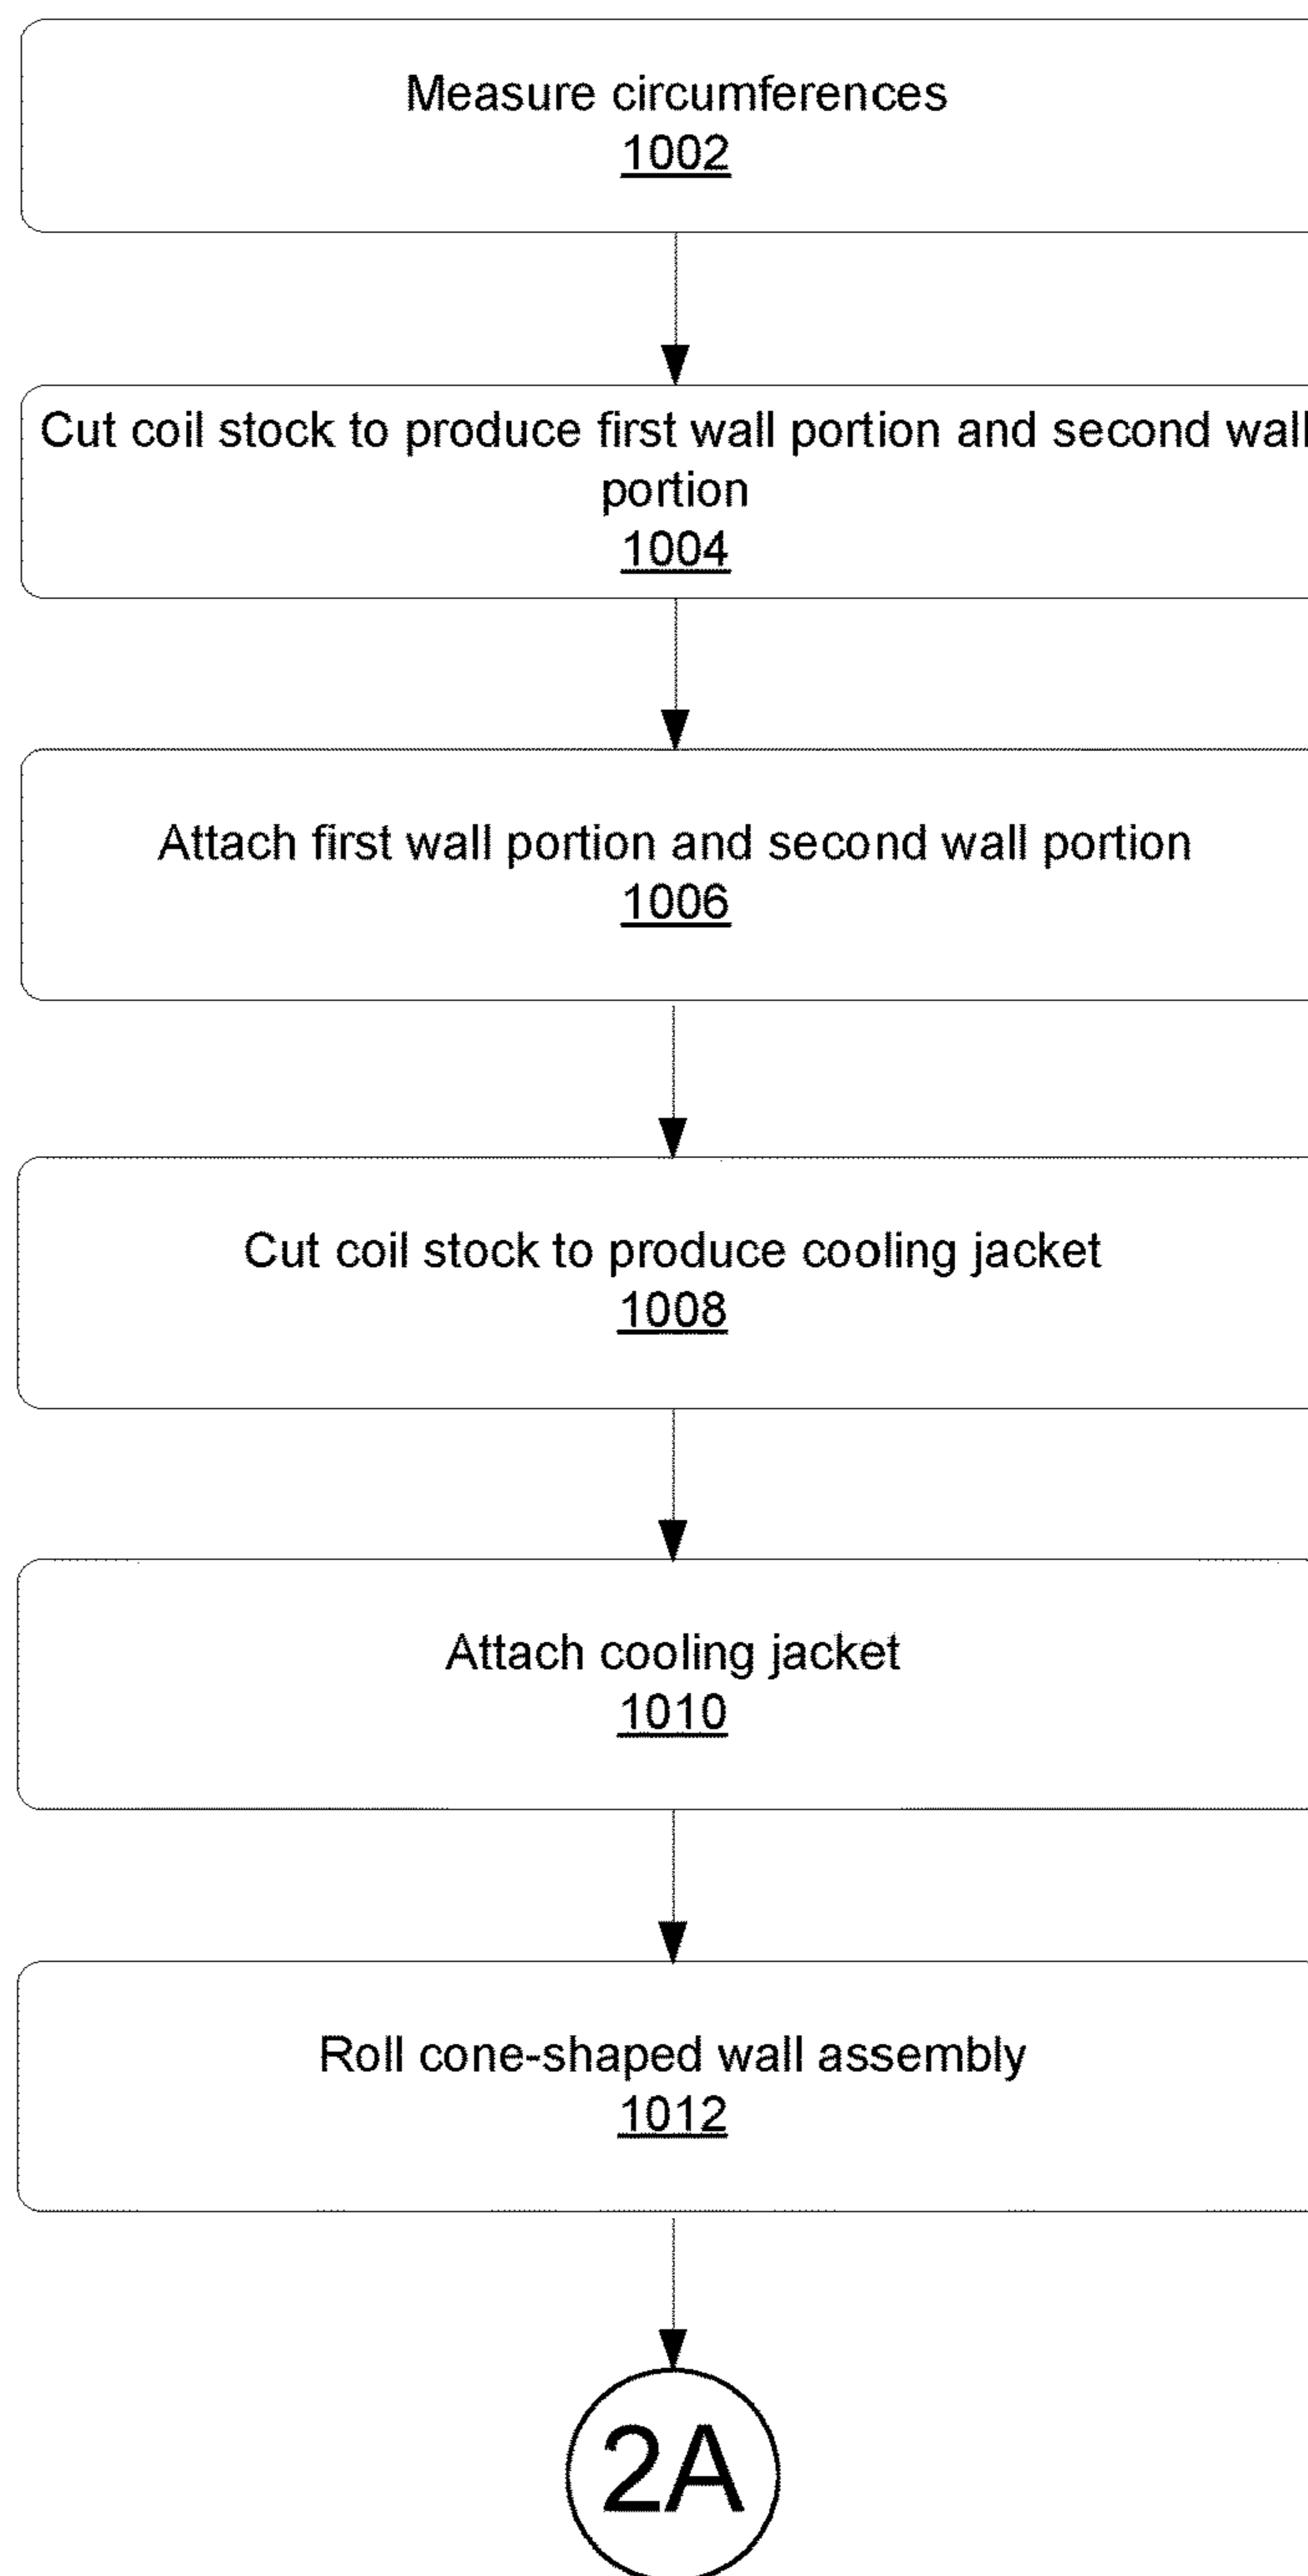 Measure circumferences
1002
Cut coil stock to produce first wall portion and second wall
portion
1004
Attach first wall portion and second wall portion
1006
Cut coil stock to produce cooling jacket
1008
Attach cooling jacket
1010
Roll cone-shaped wall assembly
1012
2A